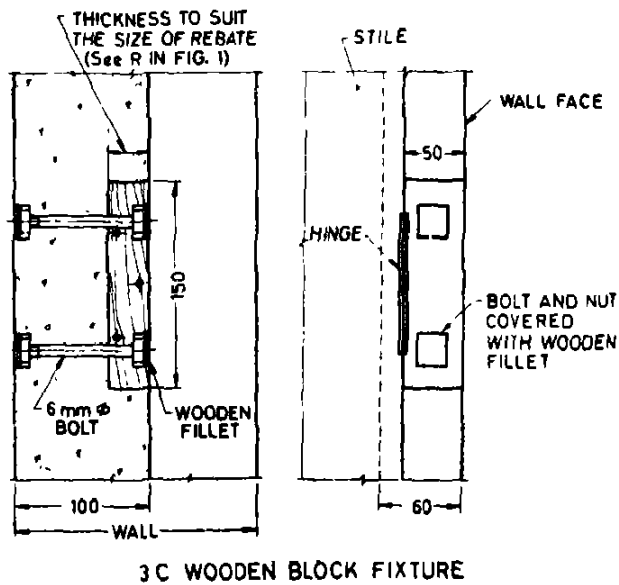 THICKNESS TO SUIT
THE SIZE OF REBATE
(See R IN FIG. 1)
STILE
WALL FACE
50
HINGE
150
BOLT AND NUT
COVERED
WITH WOODEN
FILLET
6 mm ϕ
BOLT
WOODEN
FILLET
100
60
WALL
3C WOODEN BLOCK FIXTURE